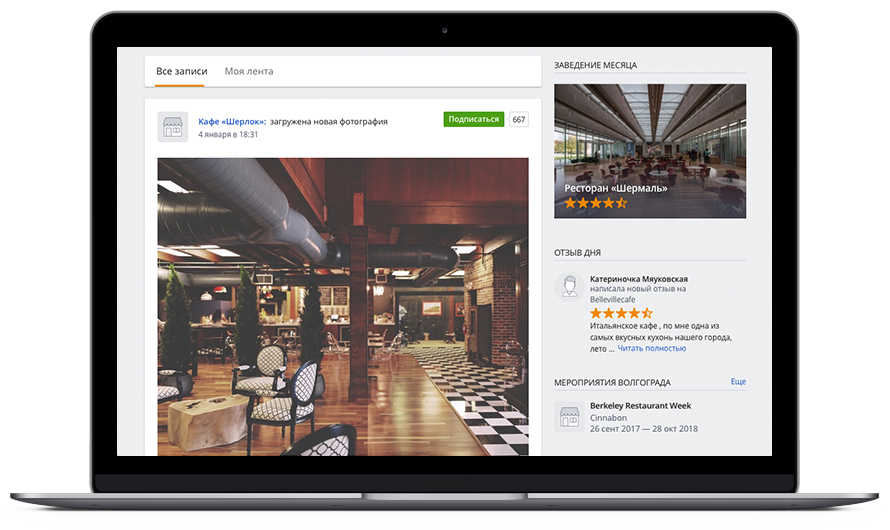 Все записи
Моя лента
Кафе «Шерлок»: загружена новая фотография
4 января в 18:31
Подписаться
667
ЗАВЕДЕНИЕ МЕСЯЦА
Ресторан «Шермаль»
ОТЗЫВ ДНЯ
Катериночка Мяуковская
написала новый отзыв на
Bellevillecafe
Итальянское кафе , по мне одна из
самых вкусных кухонь нашего города,
лето ... Читать полностью
МЕРОПРИЯТИЯ ВОЛГОГРАДА
Еще
Berkeley Restaurant Week
Cinnabon
26 сент 2017 — 28 окт 2018